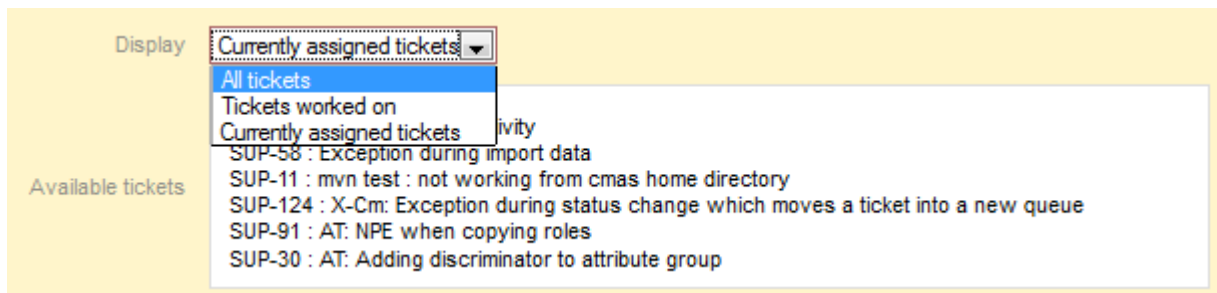 Display Currently assigned tickets
All tickets
Tickets worked on
Currently assigned tickets
ivity
SUP-58 : Exception during import data
SUP-11 : mvn test : not working from cmas home directory
Available tickets
SUP-124 : X-Cm: Exception during status change which moves a ticket into a new queue
SUP-91 : AT: NPE when copying roles
SUP-30 : AT: Adding discriminator to attribute group